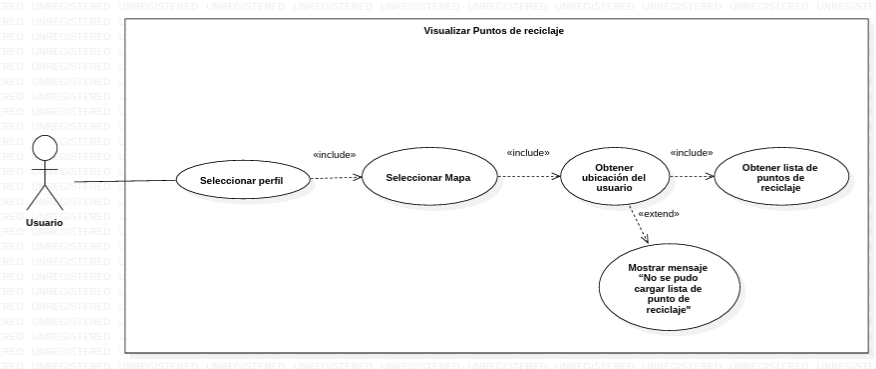 Visualizar Puntos de reciclaje
«include»
«include»
«include»
Seleccionar perfil
Seleccionar Mapa
Obtener
ubicación del
usuario
Obtener lista de
puntos de
reciclaje
Usuario
«extend»
Mostrar mensaje
"No se pudo
cargar lista de
punto de
reciclaje"
UNREGISTERED